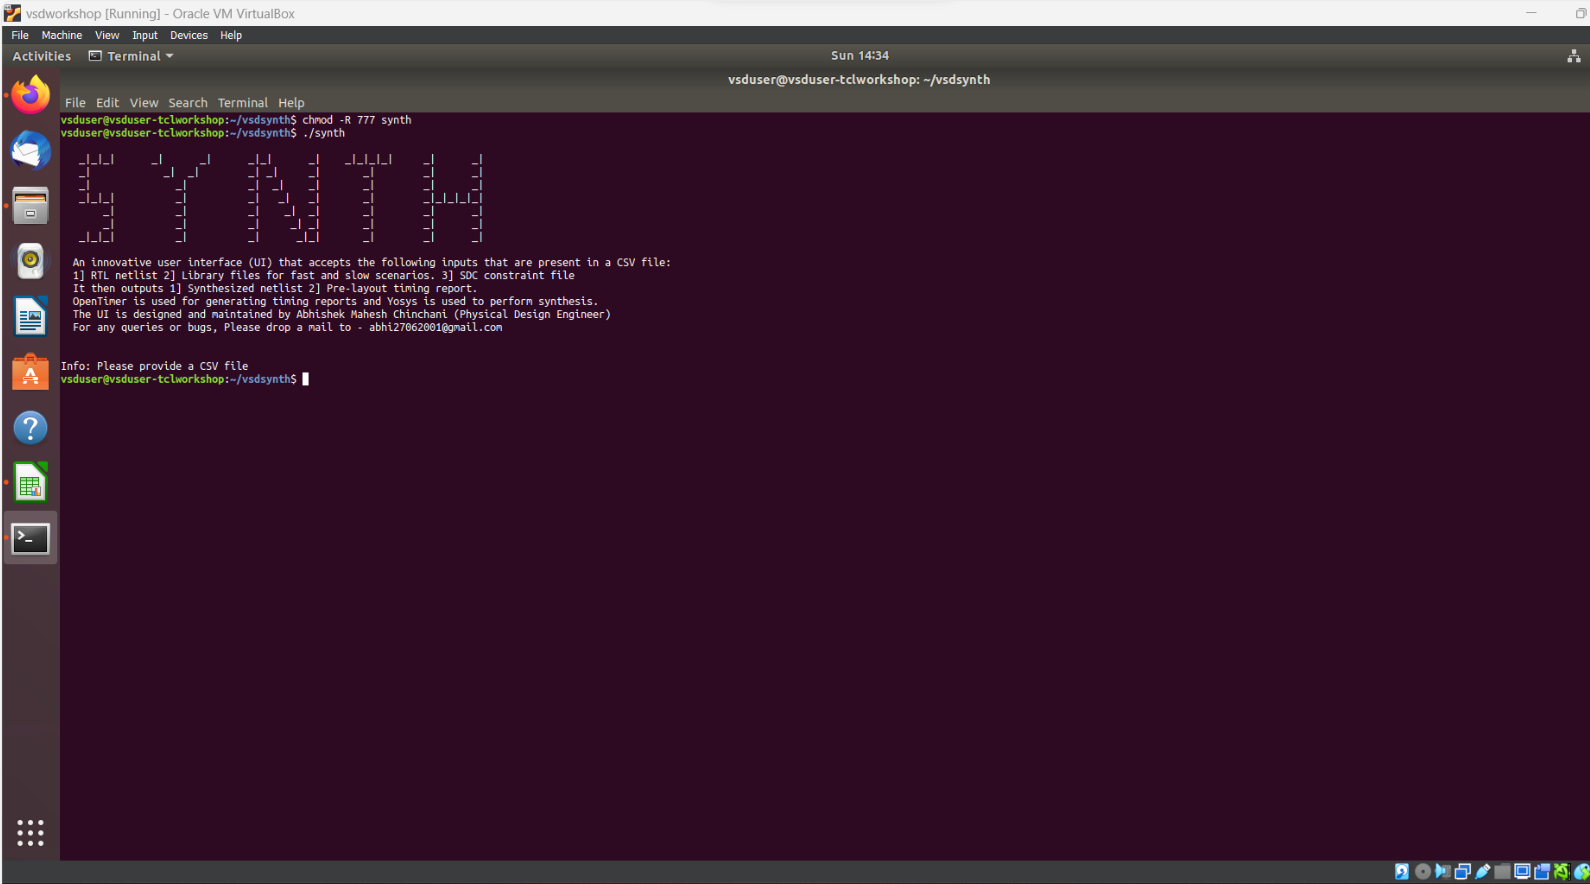 vsdworkshop [Running] - Oracle VM VirtualBox
File Machine View Input Devices Help
Activities Terminal Sun 14:34
vsduser@vsduser-tclworkshop: ~/vsdsynth
File Edit View Search Terminal Help
vsduser@vsduser-tclworkshop:~/vsdsynth$ chmod -R 777 synth
vsduser@vsduser-tclworkshop:~/vsdsynth$ ./synth
SYNTH
An innovative user interface (UI) that accepts the following inputs that are present in a CSV file:
1] RTL netlist 2] Library files for fast and slow scenarios. 3] SDC constraint file
It then outputs 1] Synthesized netlist 2] Pre-layout timing report.
OpenTimer is used for generating timing reports and Yosys is used to perform synthesis.
The UI is designed and maintained by Abhishek Mahesh Chinchani (Physical Design Engineer)
For any queries or bugs, Please drop a mail to - abhi27062001@gmail.com
Info: Please provide a CSV file
vsduser@vsduser-tclworkshop:~/vsdsynth$